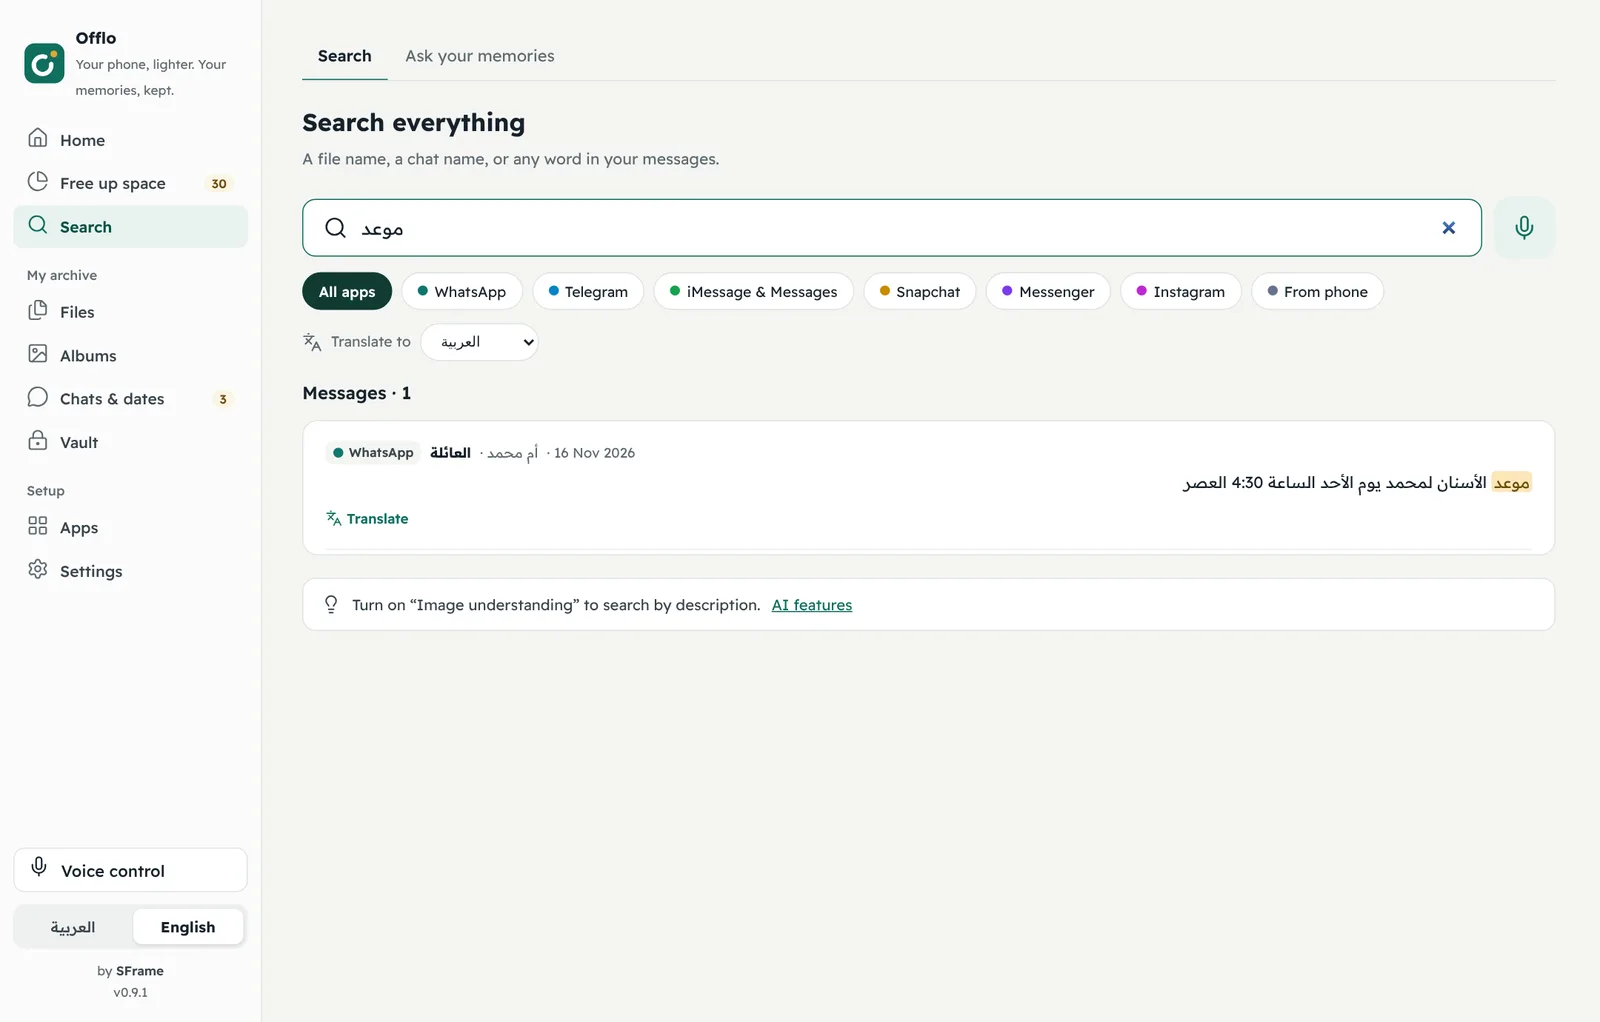 Offlo
Your phone, lighter. Your
memories, kept.
Home
Free up space 30
Search
My archive
Files
Albums
Chats & dates 3
Vault
Setup
Apps
Settings
Voice control
العربية English
by SFrame
v0.9.1
Search Ask your memories
Search everything
A file name, a chat name, or any word in your messages.
موعد
All apps WhatsApp Telegram iMessage & Messages Snapchat Messenger Instagram From phone
Translate to العربية
Messages · 1
WhatsApp العائلة · أم محمد · 16 Nov 2026
موعد الأسنان لمحمد يوم الأحد الساعة 4:30 العصر
Translate
Turn on “Image understanding” to search by description. AI features